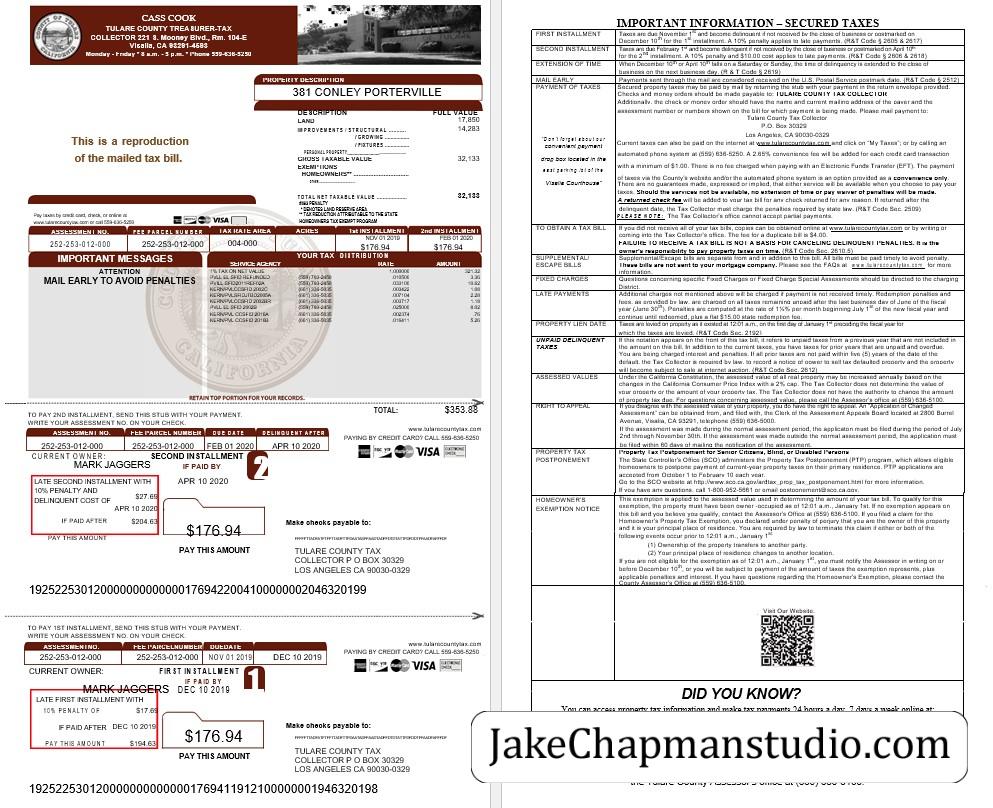 CASS COOK
TULARE COUNTY TREASURER-TAX
COLLECTOR 221 S. Mooney Blvd., Rm. 104-E
Visalia, CA 93291-4593
Monday - Friday * 8 a.m. - 5 p.m. * Phone 559-636-5250
PROPERTY DESCRIPTION
381 CONLEY PORTERVILLE
DESCRIPTION FULL VALUE
LAND 17,850
IMPROVEMENTS / STRUCTURAL 14,283
/ GROWING
/ FIXTURES
PERSONAL PROPERTY
GROSS TAXABLE VALUE 32,133
EXEMPTIONS
HOMEOWNERS**
TOTAL NET TAXABLE VALUE 32,133
#10% PENALTY
* DENOTES LAND RESERVE AREA
** TAX REDUCTION ATTRIBUTABLE TO THE STATE
HOMEOWNERS TAX EXEMPT PROGRAM
This is a reproduction
of the mailed tax bill.
Pay taxes by credit card, check, or online at
www.tularecountytax.com or call 559-636-5250
VISA
ASSESSMENT NO. FEE PARCEL NUMBER TAX RATE AREA ACRES 1st INSTALLMENT 2nd INSTALLMENT
252-253-012-000 252-253-012-000 004-000 NOV 01 2019 FEB 01 2020
$176.94 $176.94
IMPORTANT MESSAGES
ATTENTION
MAIL EARLY TO AVOID PENALTIES
YOUR TAX DISTRIBUTION
SERVICE AGENCY RATE AMOUNT
1% TAX ON NET VALUE 1.000000 321.32
RETAIN TOP PORTION FOR YOUR RECORDS.
TOTAL: $353.88
TO PAY 2ND INSTALLMENT, SEND THIS STUB WITH YOUR PAYMENT.
WRITE YOUR ASSESSMENT NO. ON YOUR CHECK.
ASSESSMENT NO. FEE PARCEL NUMBER DUE DATE DELINQUENT AFTER
252-253-012-000 252-253-012-000 FEB 01 2020 APR 10 2020
www.tularecountytax.com
PAYING BY CREDIT CARD? CALL 559-636-5250
VISA
CURRENT OWNER: SECOND INSTALLMENT 2
MARK JAGGERS IF PAID BY
APR 10 2020
LATE SECOND INSTALLMENT WITH
10% PENALTY AND
DELINQUENT COST OF $27.69
APR 10 2020
IF PAID AFTER $204.63
PAY THIS AMOUNT
$176.94
PAY THIS AMOUNT
Make checks payable to:
TULARE COUNTY TAX
COLLECTOR P O BOX 30329
LOS ANGELES CA 90030-0329
TO PAY 1ST INSTALLMENT, SEND THIS STUB WITH YOUR PAYMENT.
WRITE YOUR ASSESSMENT NO. ON YOUR CHECK.
ASSESSMENT NO. FEE PARCEL NUMBER DUE DATE
252-253-012-000 252-253-012-000 NOV 01 2019 DEC 10 2019
www.tularecountytax.com
PAYING BY CREDIT CARD? CALL 559-636-5250
VISA
CURRENT OWNER: FIRST INSTALLMENT 1
IF PAID BY
MARK JAGGERS DEC 10 2019
LATE FIRST INSTALLMENT WITH
10% PENALTY OF $17.69
IF PAID AFTER DEC 10 2019
PAY THIS AMOUNT $194.63
$176.94
PAY THIS AMOUNT
Make checks payable to:
TULARE COUNTY TAX
COLLECTOR P O BOX 30329
LOS ANGELES CA 90030-0329
IMPORTANT INFORMATION – SECURED TAXES
FIRST INSTALLMENT
Taxes are due November 1st and become delinquent if not received by the close of business or postmarked on
December 10th for the 1st installment. A 10% penalty applies to late payments. (R&T Code § 2605 & 2617)
SECOND INSTALLMENT
Taxes are due February 1st and become delinquent if not received by the close of business or postmarked on April 10th
for the 2nd installment. A 10% penalty and $10.00 cost applies to late payments. (R&T Code § 2606 & 2618)
EXTENSION OF TIME
When December 10th or April 10th falls on a Saturday or Sunday, the time of delinquency is extended to the close of
business on the next business day. (R & T Code § 2619)
MAIL EARLY
Payments sent through the mail are considered received on the U.S. Postal Service postmark date. (R&T Code § 2512)
PAYMENT OF TAXES
"Don't forget about our
convenient payment
drop box located in the
east parking lot of the
Visalia Courthouse"
Secured property taxes may be paid by mail by returning the stub with your payment in the return envelope provided.
Checks and money orders should be made payable to: TULARE COUNTY TAX COLLECTOR
Additionally, the check or money order should have the name and current mailing address of the payer and the
assessment number or numbers shown on the bill for which payment is being made. Please mail payment to:
Tulare County Tax Collector
P.O. Box 30329
Los Angeles, CA 90030-0329
Current taxes can also be paid on the internet at www.tularecountytax.com and click on "My Taxes"; or by calling an
automated phone system at (559) 636-5250. A 2.65% convenience fee will be added for each credit card transaction
with a minimum of $1.00. There is no fee when paying with an Electronic Funds Transfer (EFT). The payment
of taxes via the County's website and/or the automated phone system is an option provided as a convenience only.
There are no guarantees made, expressed or implied, that either service will be available when you choose to pay your
taxes. Should the services not be available, no extension of time or pay waiver of penalties will be made.
A returned check fee will be added to your tax bill for any check returned for any reason. If returned after the
delinquent date, the Tax Collector must charge the penalties required by state law. (R&T Code Sec. 2509)
PLEASE NOTE: The Tax Collector's office cannot accept partial payments.
TO OBTAIN A TAX BILL
If you did not receive all of your tax bills, copies can be obtained online at www.tularecountytax.com or by writing or
coming into the Tax Collector's office. The fee for a duplicate bill is $4.00.
FAILURE TO RECEIVE A TAX BILL IS NOT A BASIS FOR CANCELING DELINQUENT PENALTIES. It is the
owner's responsibility to pay property taxes on time. (R&T Code Sec. 2610.5)
SUPPLEMENTAL/
ESCAPE BILLS
Supplemental/Escape bills are separate from and in addition to this bill. All bills must be paid timely to avoid penalty.
These bills are not sent to your mortgage company. Please see the FAQs at www.tularecountytax.com for more
information.
FIXED CHARGES
Questions concerning specific Fixed Charges or Fixed Charge Special Assessments should be directed to the charging
District.
LATE PAYMENTS
Additional charges not mentioned above will be charged if payment is not received timely. Redemption penalties and
fees, as provided by law, are charged on all taxes remaining unpaid after the last business day of June of the fiscal
year (June 30th). Penalties are computed at the rate of 1½% per month beginning July 1st of the new fiscal year and
continue until redeemed, plus a flat $15.00 state redemption fee.
PROPERTY LIEN DATE
Taxes are levied on property as it existed at 12:01 a.m., on the first day of January 1st preceding the fiscal year for
which the taxes are levied. (R&T Code Sec. 2192)
UNPAID DELINQUENT
TAXES
If this notation appears on the front of this tax bill, it refers to unpaid taxes from a previous year that are not included in
the amount on this bill. In addition to the current taxes, you have taxes for prior years that are unpaid and overdue.
You are being charged interest and penalties. If all prior taxes are not paid within five (5) years of the date of the
default, the Tax Collector is required by law, to record a notice of power to sell tax defaulted property and the property
will become subject to sale at internet auction. (R&T Code Sec. 2612)
ASSESSED VALUES
Under the California Constitution, the assessed value of all real property may be increased annually based on the
changes in the California Consumer Price Index with a 2% cap. The Tax Collector does not determine the value of
your property or the amount of tax. The Tax Collector does not have the authority to change the amount of the
property tax due. For questions concerning assessed value, please call the Assessor's office at (559) 636-5100.
RIGHT TO APPEAL
If you disagree with the assessed value of your property, you do have the right to appeal. An "Application of Changed
Assessment" can be obtained from, and filed with, the Clerk of the Assessment Appeals Board located at 2800 Burrel
Avenue, Visalia, CA 93291, telephone (559) 636-5000.
If the assessment was made during the normal assessment period, the application must be filed during the period of July
2nd through November 30th. If the assessment was made outside the normal assessment period, the application must
be filed within 60 days of mailing the notification of the assessment.
PROPERTY TAX
POSTPONEMENT
Property Tax Postponement for Senior Citizens, Blind, or Disabled Persons
The State Controller's Office (SCO) administers the Property Tax Postponement (PTP) program, which allows eligible
homeowners to postpone payment of current-year property taxes on their primary residence. PTP applications are
accepted from October 1 to February 10 each year.
Go to the SCO website at http://www.sco.ca.gov/ardtax_prop_tax_postponement.html for more information.
If you have questions, call 1-800-952-5661 or email postponement@sco.ca.gov.
HOMEOWNER'S
EXEMPTION NOTICE
This exemption is applied to the assessed value used in determining the amount of your tax bill. To qualify for this
exemption, the property must have been owner-occupied as of 12:01 a.m., January 1st. If no exemption appears on
this bill and you believe you qualify, contact the Assessor's Office at (559) 636-5100. If you filed a claim for the
Homeowner's Property Tax Exemption, you declared under penalty of perjury that you are the owner of this property
and it is your principal place of residence. You are required by law to terminate this claim if either or both of the
following events occur prior to 12:01 a.m., January 1st.
(1) Ownership of the property transfers to another party.
(2) Your principal place of residence changes to another location.
If you are not eligible for the exemption as of 12:01 a.m., January 1st, you must notify the Assessor in writing on or
before December 10th, or you will be subject to payment of the amount of taxes the exemption represents, plus
applicable penalties and interest. If you have questions regarding the Homeowner's Exemption, please contact the
County Assessor's Office at (559) 636-5100.
Visit Our Website.
DID YOU KNOW?
You can access property tax information and make tax payments 24 hours a day, 7 days a week online at:
JakeChapmanstudio.com